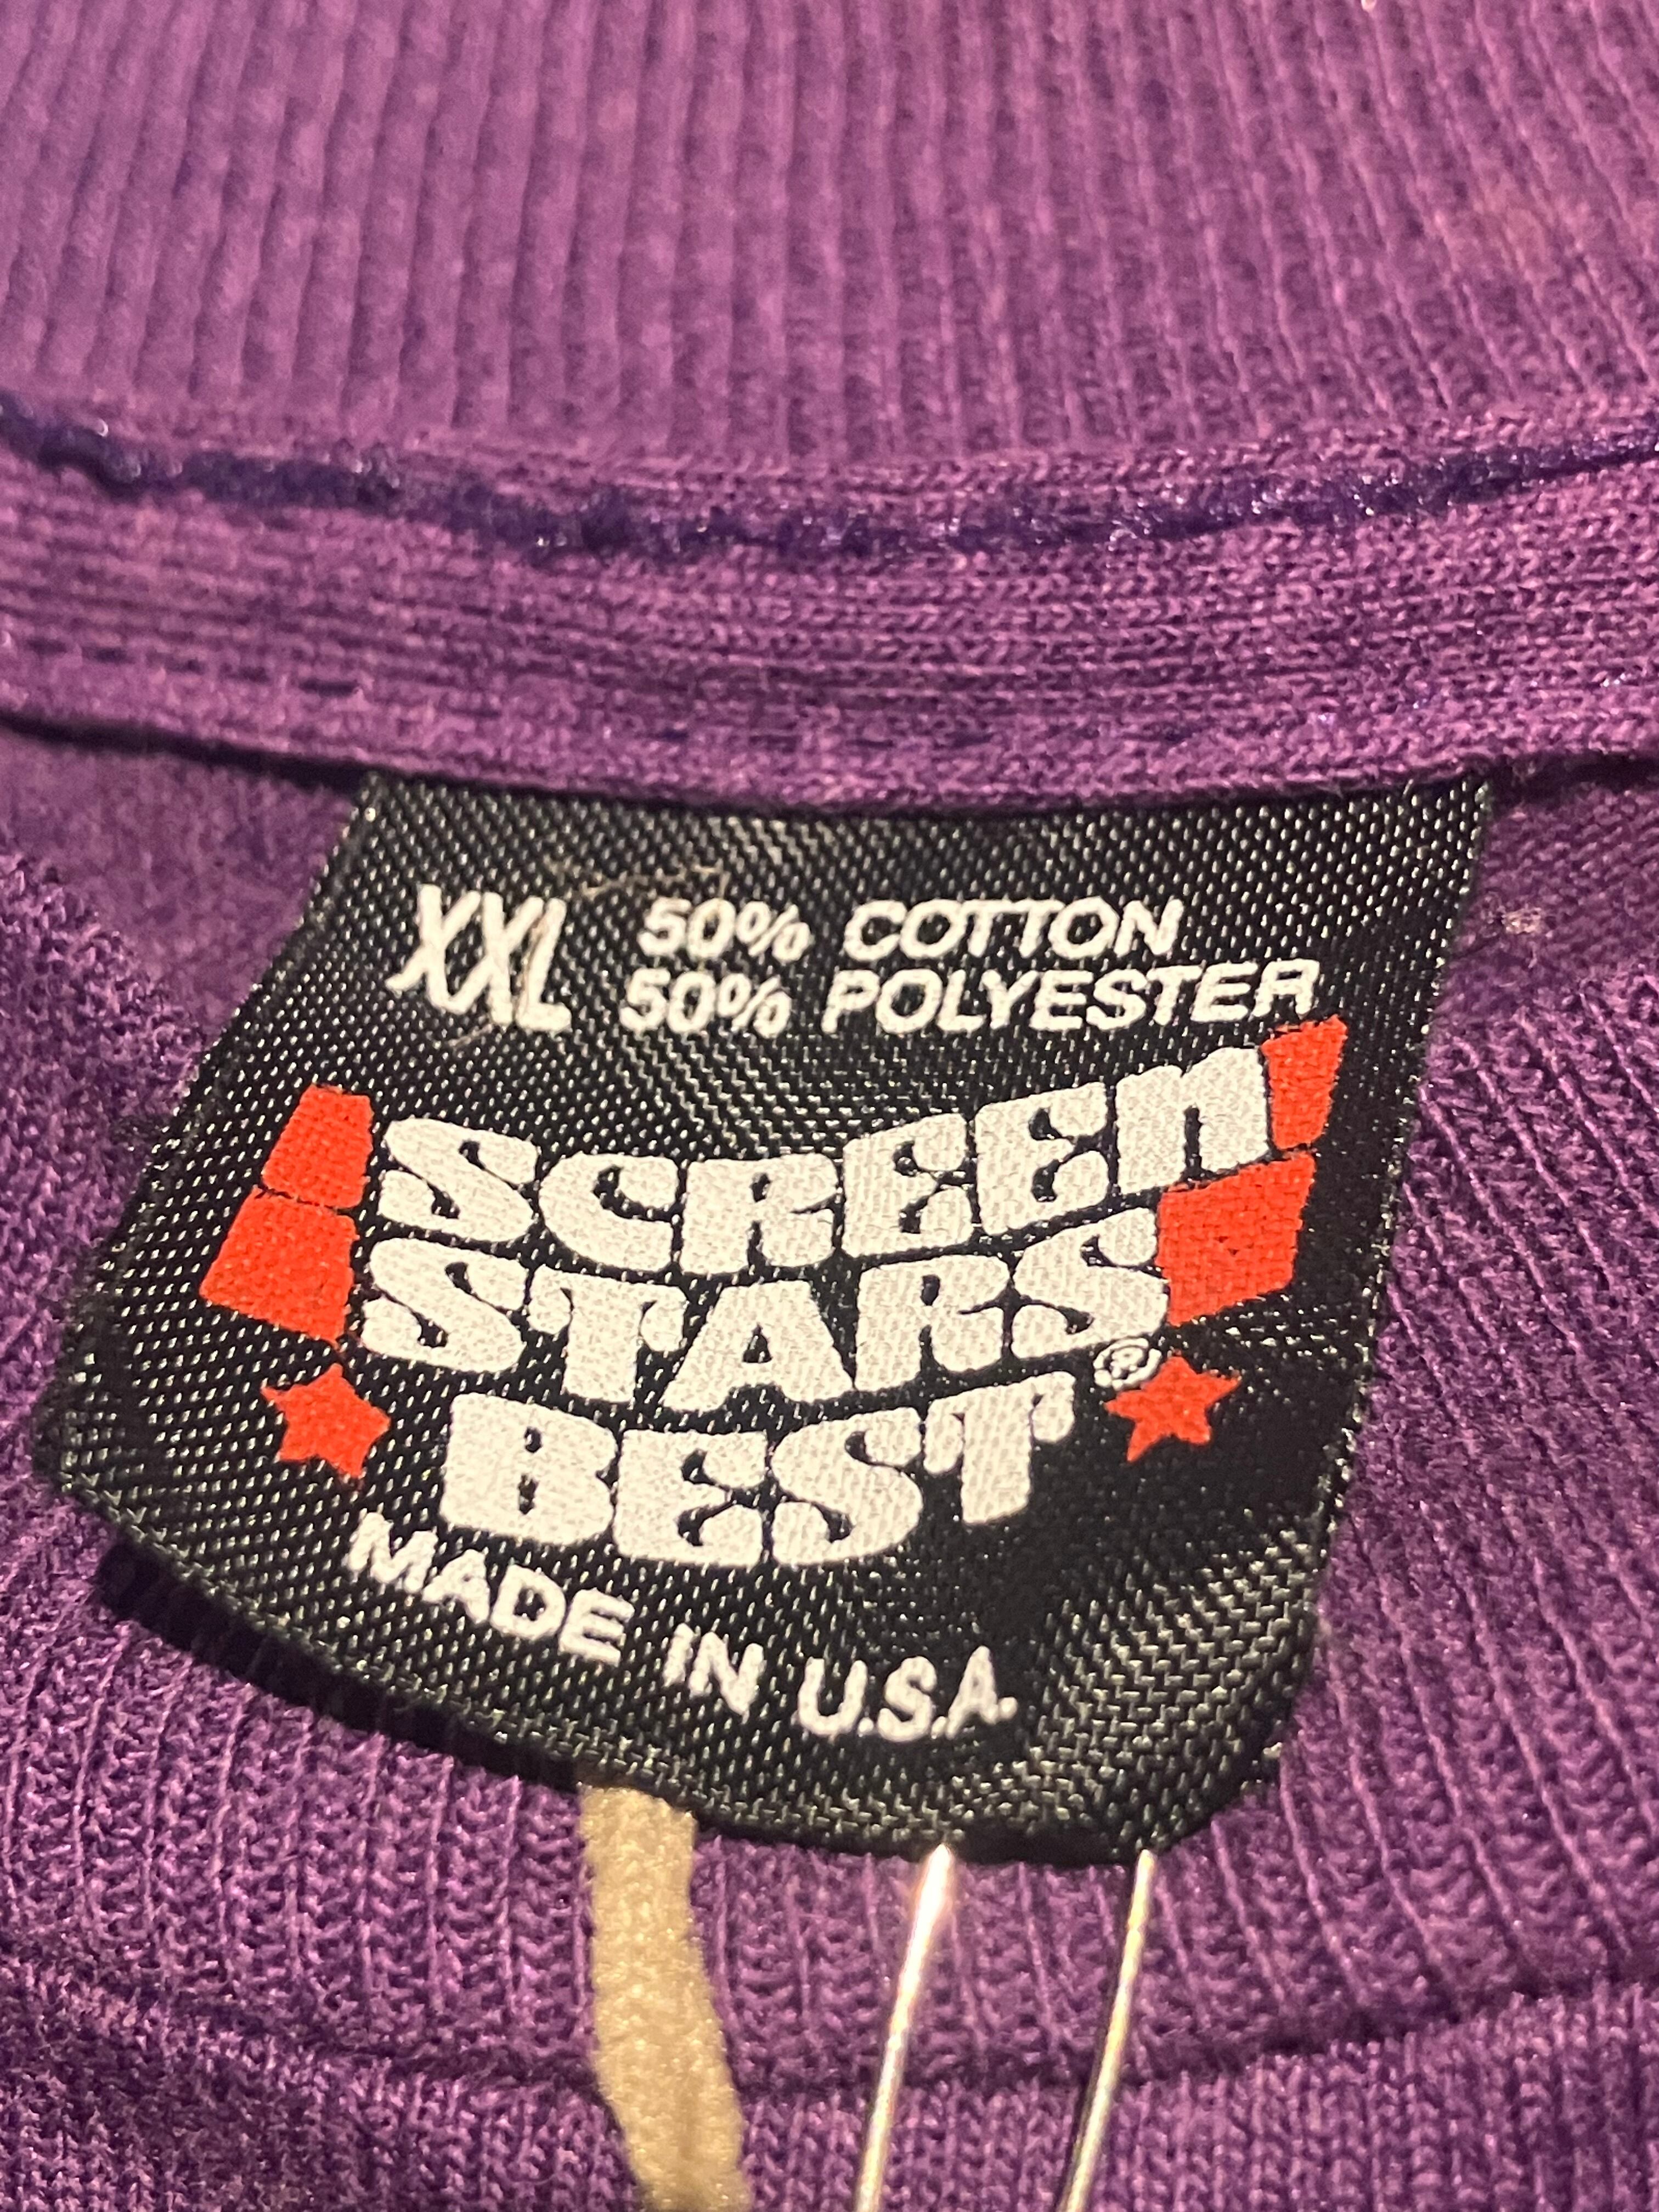 XXL 50% COTTON
50% POLYESTER
SCREEN
STARS
BEST®
MADE IN U.S.A.